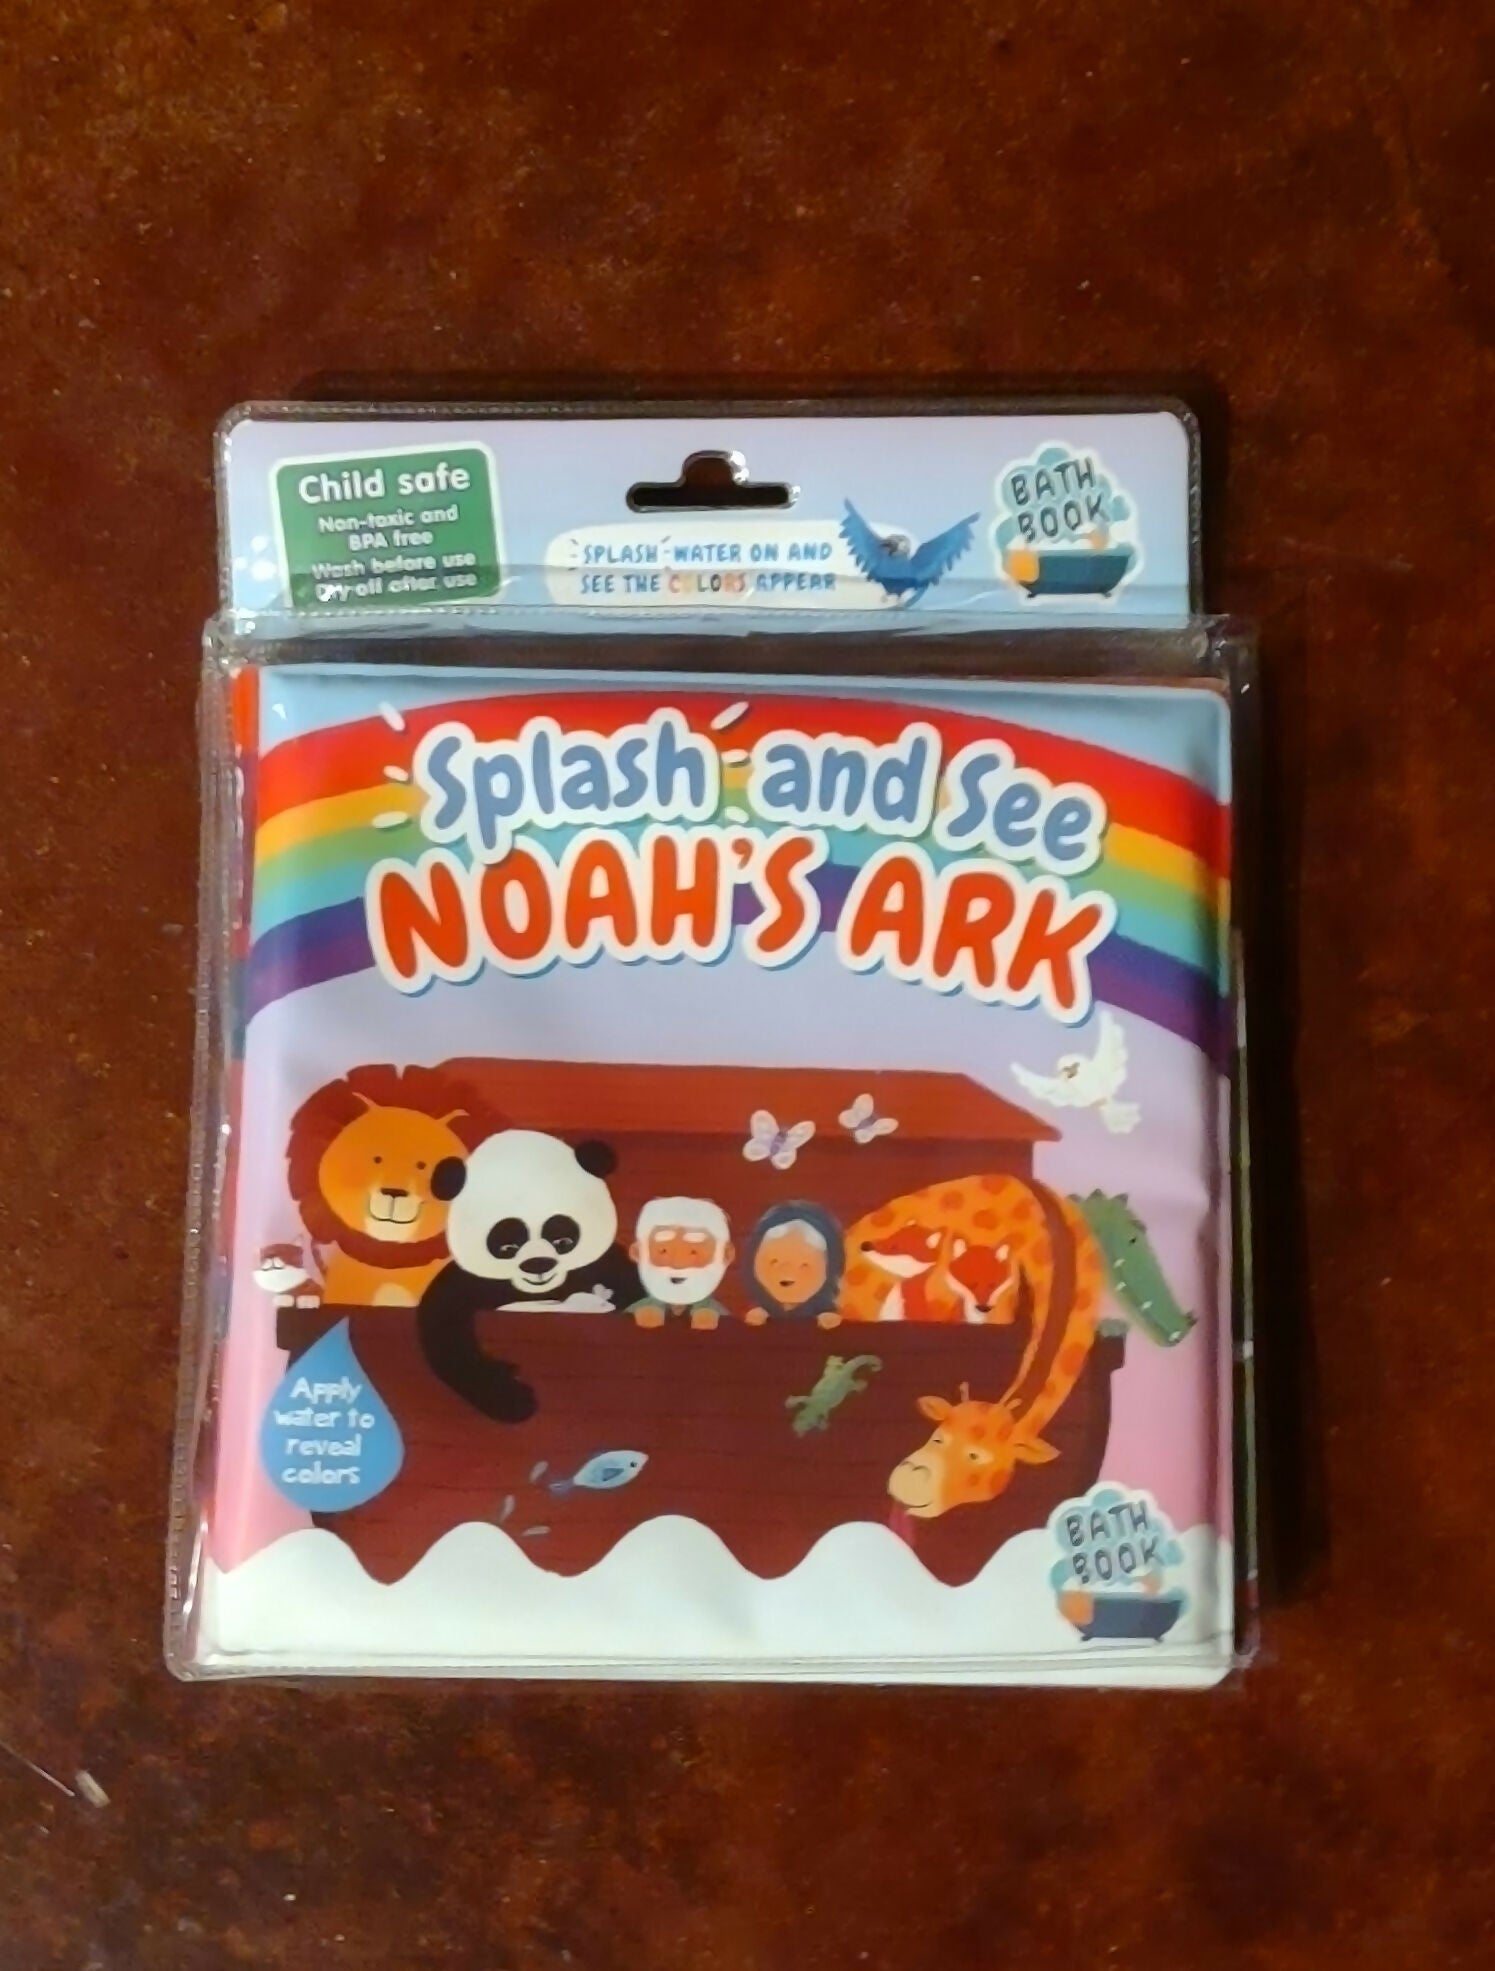 Child safe
Non-toxic and
BPA free
Wash before use
Dry off after use
SPLASH WATER ON AND
SEE THE COLORS APPEAR
BATH
BOOK
Splash and See
NOAH'S ARK
Apply
water to
reveal
colors
BATH
BOOK